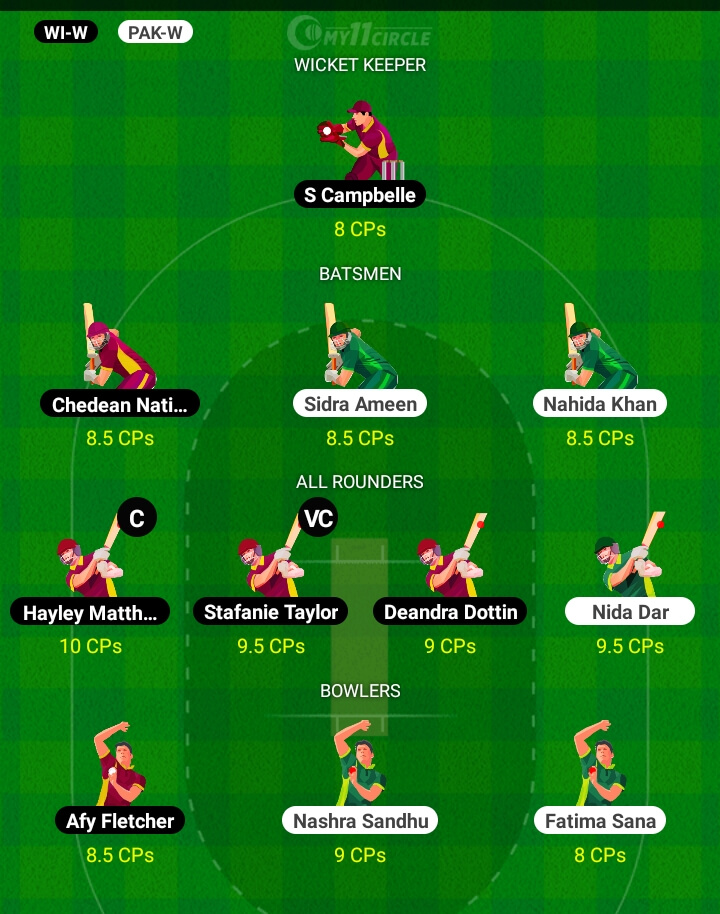 WI-W PAK-W
MY11CIRCLE
WICKET KEEPER
S Campbelle
8 CPs
BATSMEN
Chedean Nati... Sidra Ameen Nahida Khan
8.5 CPs 8.5 CPs 8.5 CPs
ALL ROUNDERS
C VC
Hayley Matth... Stafanie Taylor Deandra Dottin Nida Dar
10 CPs 9.5 CPs 9 CPs 9.5 CPs
BOWLERS
Afy Fletcher Nashra Sandhu Fatima Sana
8.5 CPs 9 CPs 8 CPs